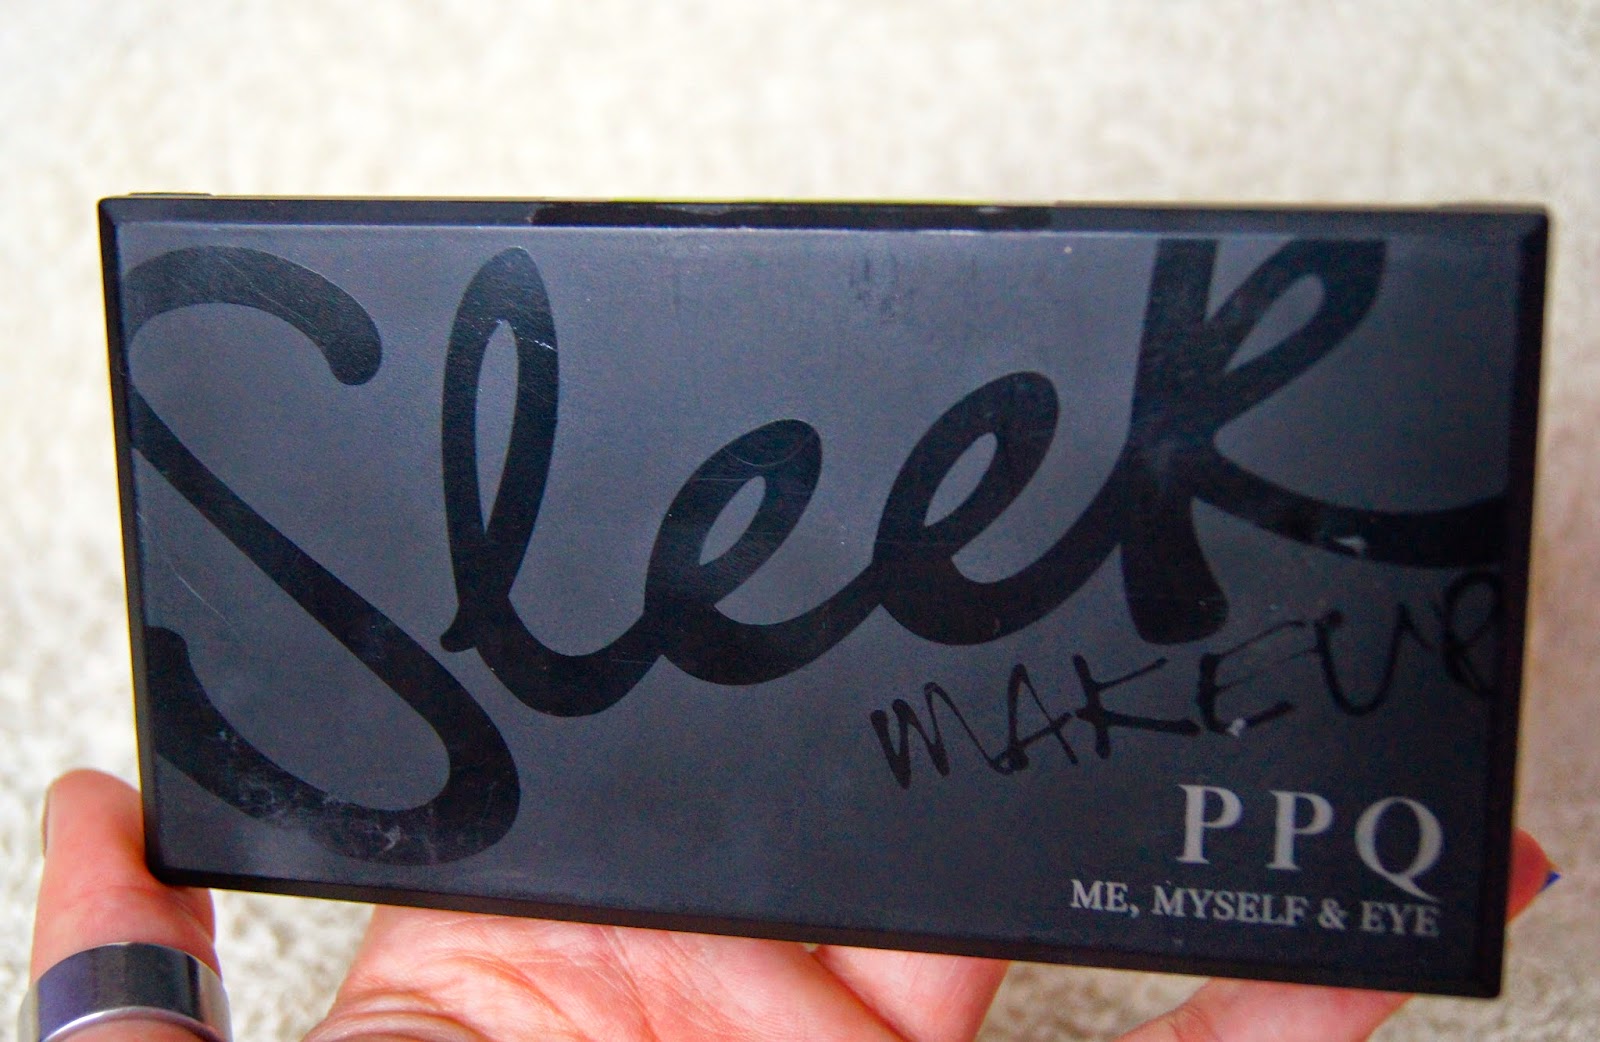 Sleek
MAKEUP
PPQ
ME, MYSELF & EYE